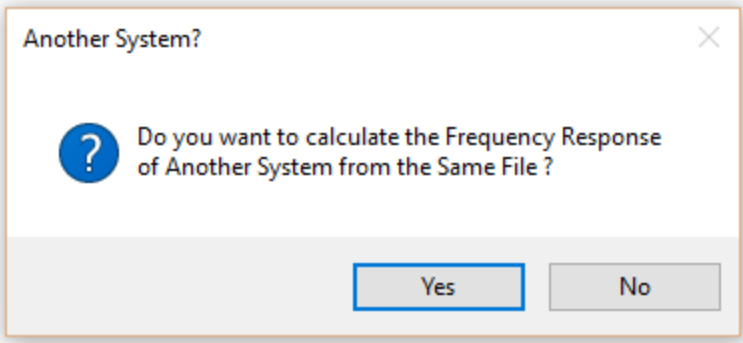 Another System?
Do you want to calculate the Frequency Response
of Another System from the Same File ?
Yes
No